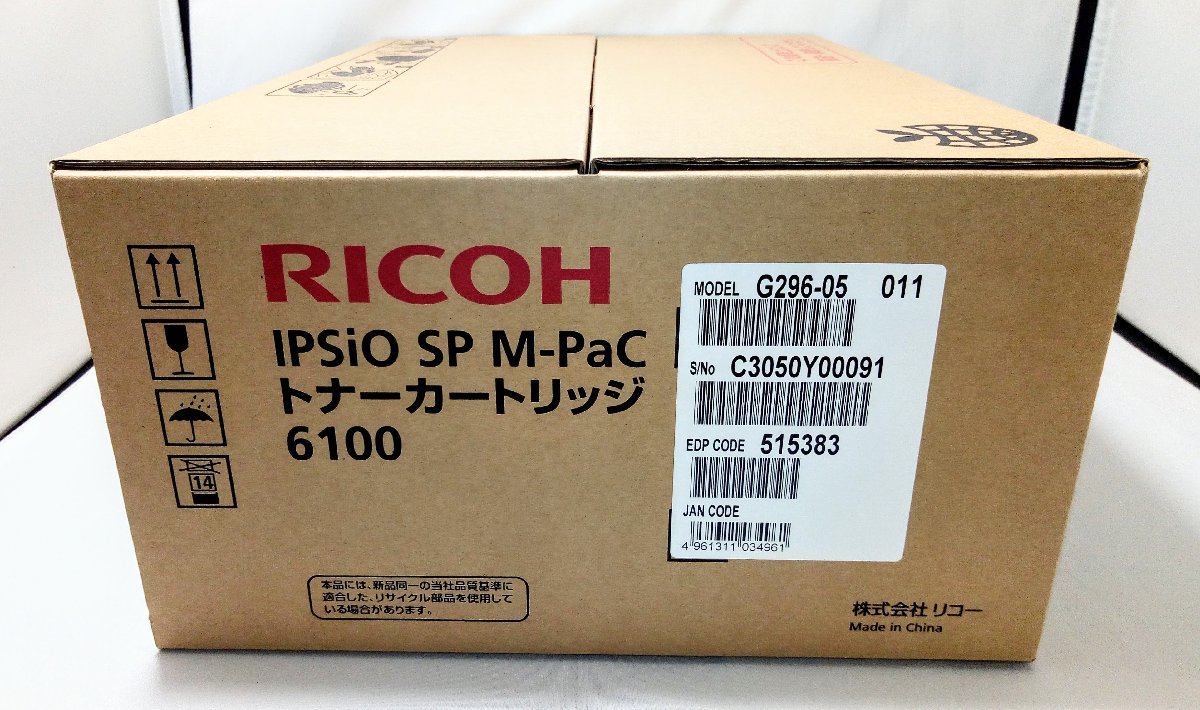 RICOH
IPSiO SP M-PaC
トナーカートリッジ
6100
14
MODEL G296-05 011
S/No C3050Y00091
EDP CODE 515383
JAN CODE
4 961311 034961
本品には、新品同一の当社品質基準に
適合した、リサイクル部品を使用して
いる場合があります。
株式会社 リコー
Made in China